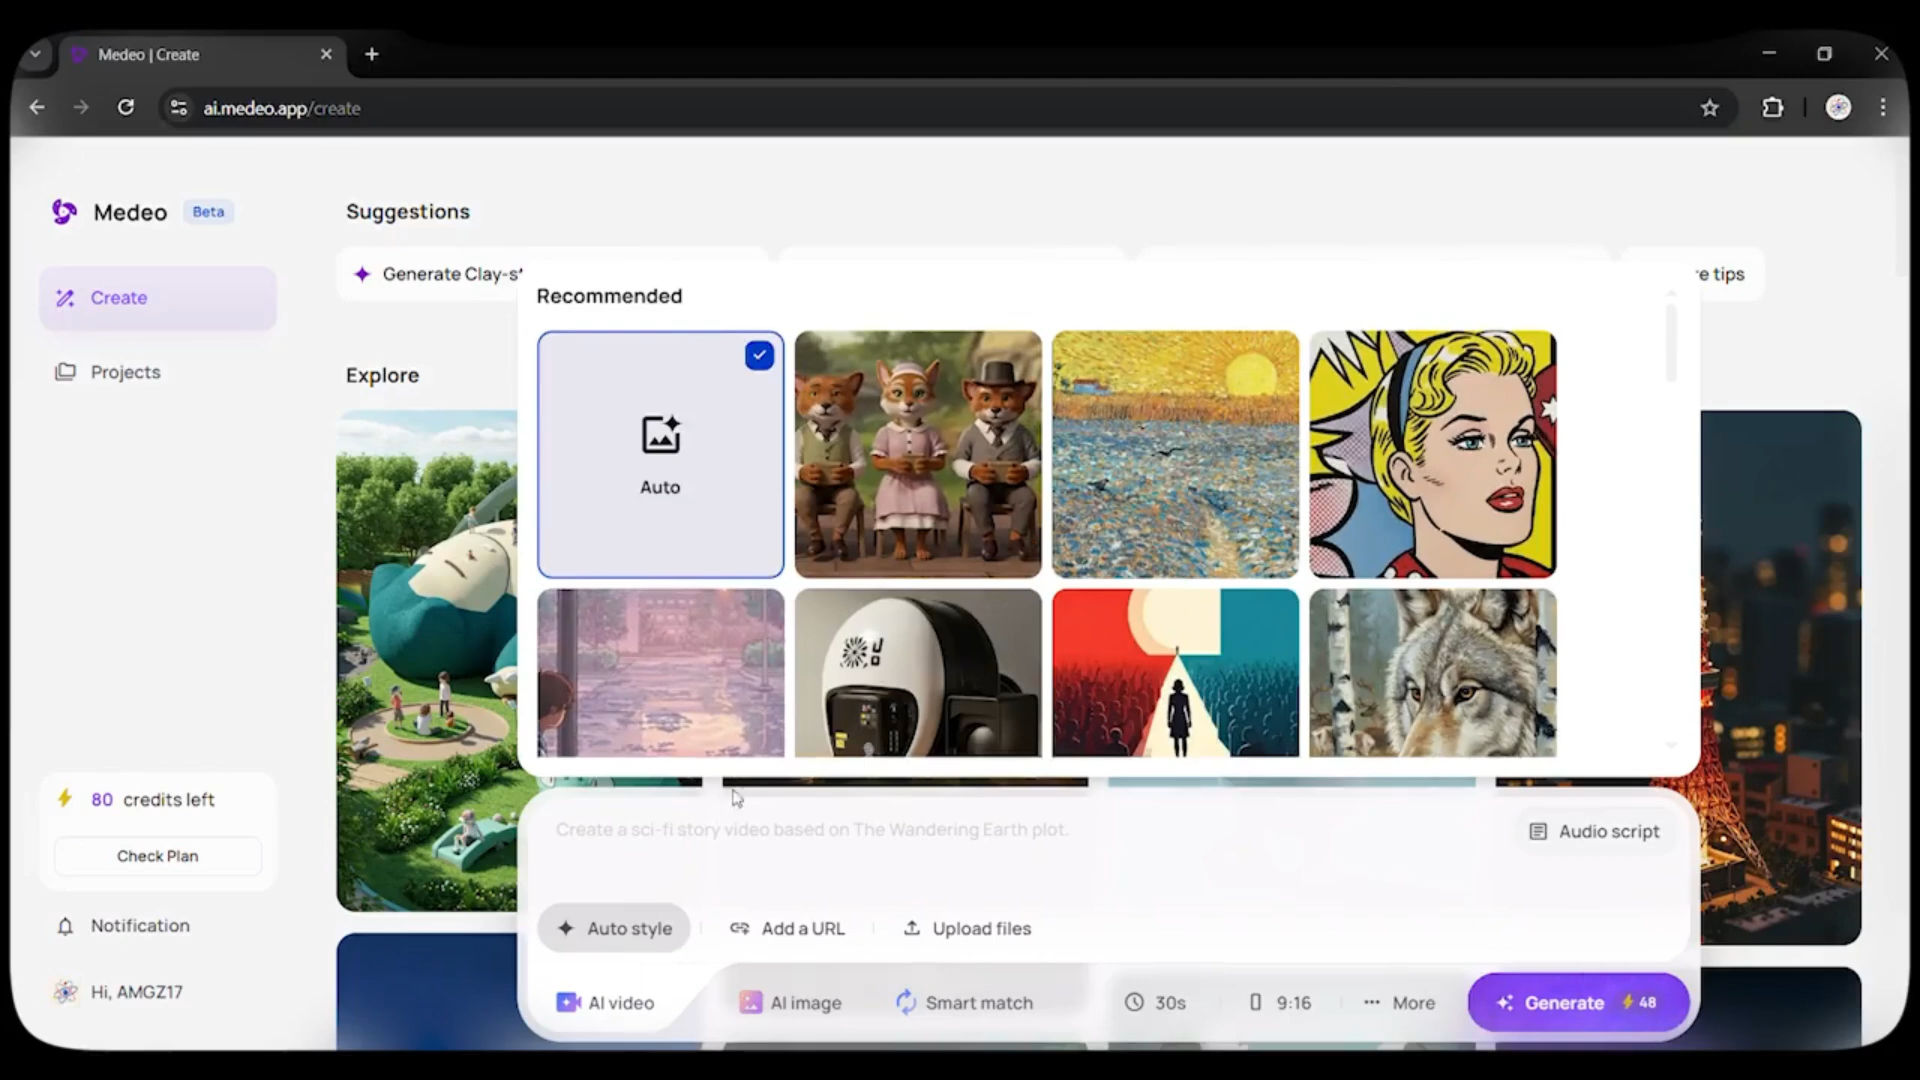 Medeo | Create
ai.medeo.app/create
Medeo Beta
Create
Projects
80 credits left
Check Plan
Notification
Hi, AMGZ17
Suggestions
Generate Clay-s
re tips
Explore
Recommended
Auto
Create a sci-fi story video based on The Wandering Earth plot.
Audio script
Auto style
Add a URL
Upload files
AI video
AI image
Smart match
30s
9:16
More
Generate 48